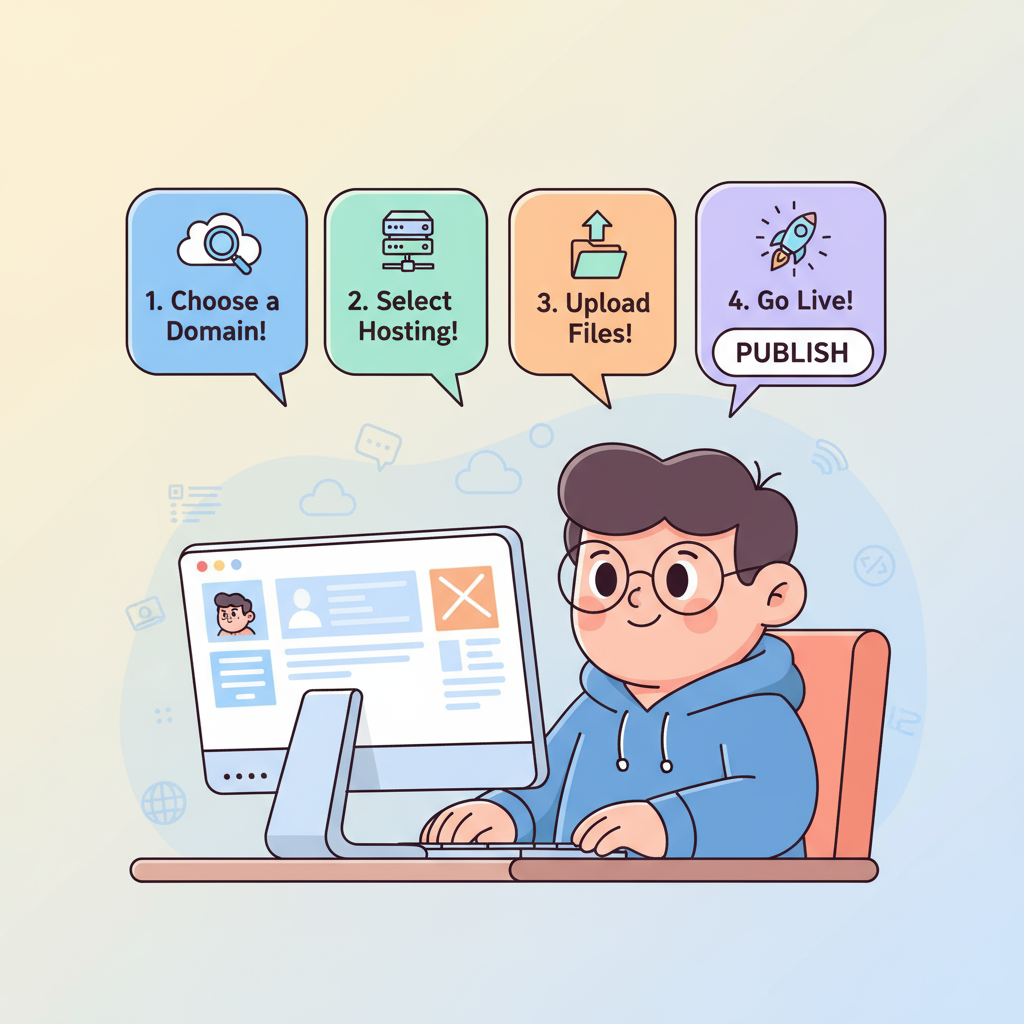 1. Choose a
Domain!
2. Select
Hosting!
3. Upload
Files!
4. Go Live!
PUBLISH